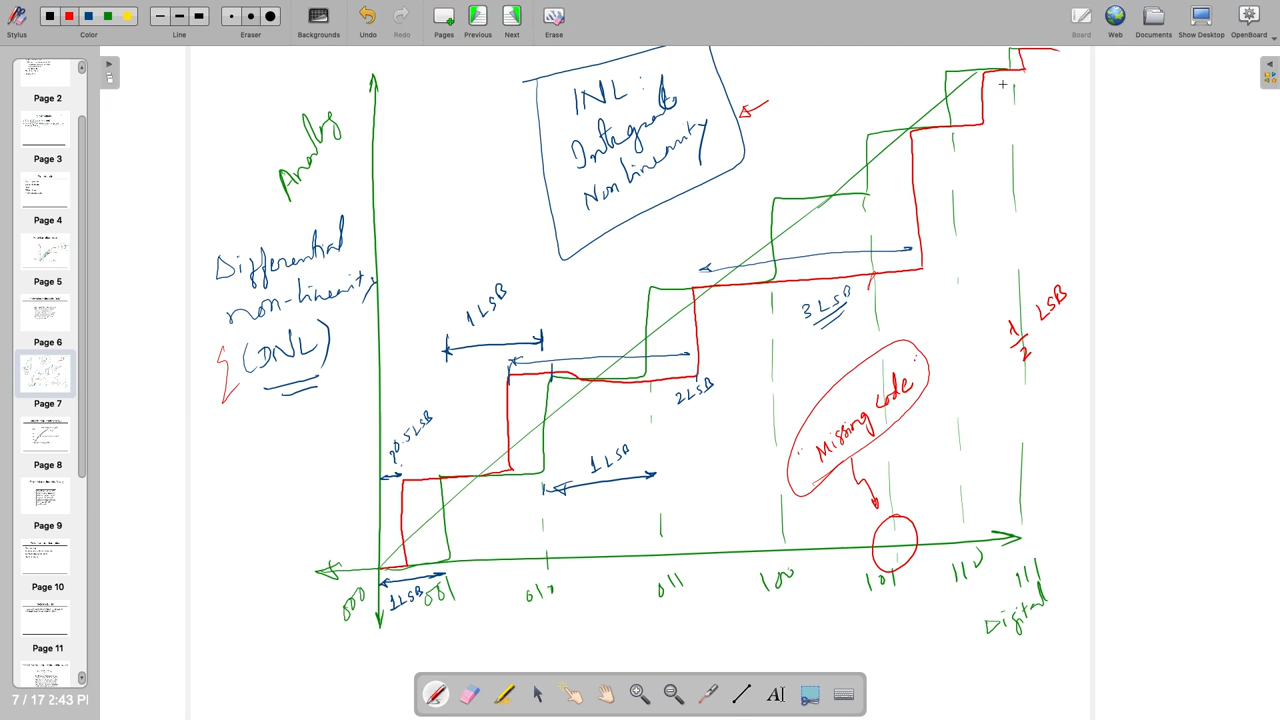 Stylus
Color
Line
Eraser
Backgrounds
Undo
Redo
Pages
Previous
Next
Erase
Board
Web
Documents
Show Desktop
OpenBoard
Page 2
Page 3
Page 4
Page 5
Page 6
Page 7
Page 8
Page 9
Page 10
Page 11
7 / 17 2:43 PM
INL :
Integral
Non linearity
Analog
Differential
non-linearity
(DNL)
1 LSB
0.5 LSB
2 LSB
1 LSB
3 LSB
1/2 LSB
"Missing code"
1 LSB
000
001
010
011
100
101
110
111
Digital
AI